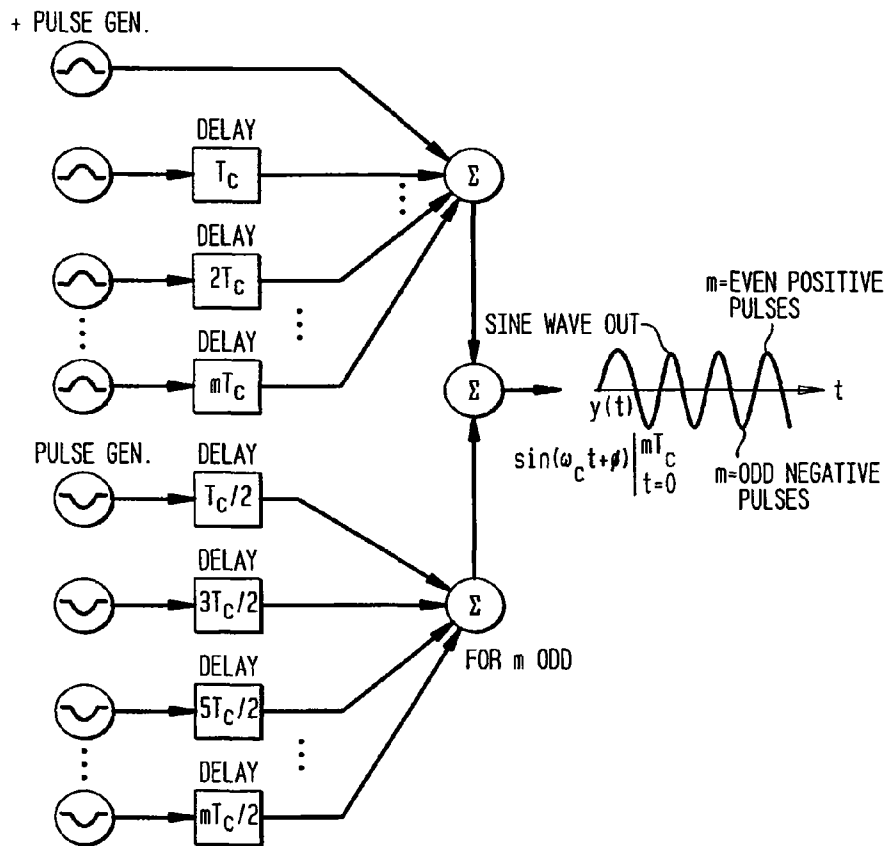 + PULSE GEN.
DELAY
T_c
Σ
DELAY
2T_c
DELAY
mT_c
m=EVEN POSITIVE
PULSES
SINE WAVE OUT
Σ
t
y(t)
sin(ω_c t+ø)|mT_c
t=0
m=ODD NEGATIVE
PULSES
PULSE GEN.
DELAY
T_c/2
DELAY
3T_c/2
Σ
FOR m ODD
DELAY
5T_c/2
DELAY
mT_c/2